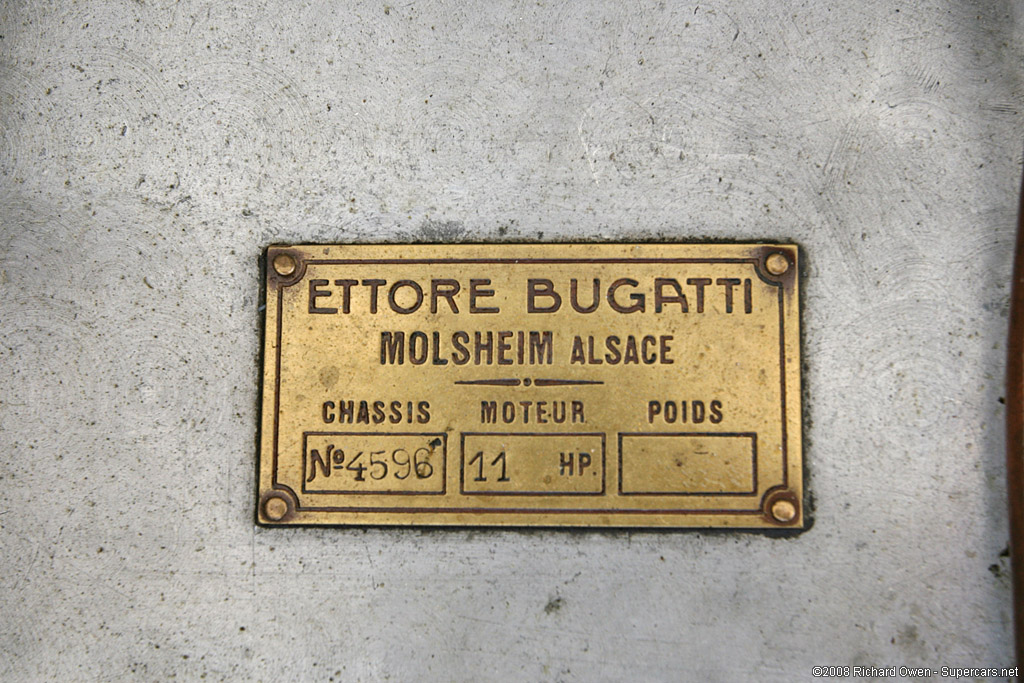 ETTORE BUGATTI
MOLSHEIM ALSACE
CHASSIS MOTEUR POIDS
Nº4596 11 HP.
©2008 Richard Owen - Supercars.net